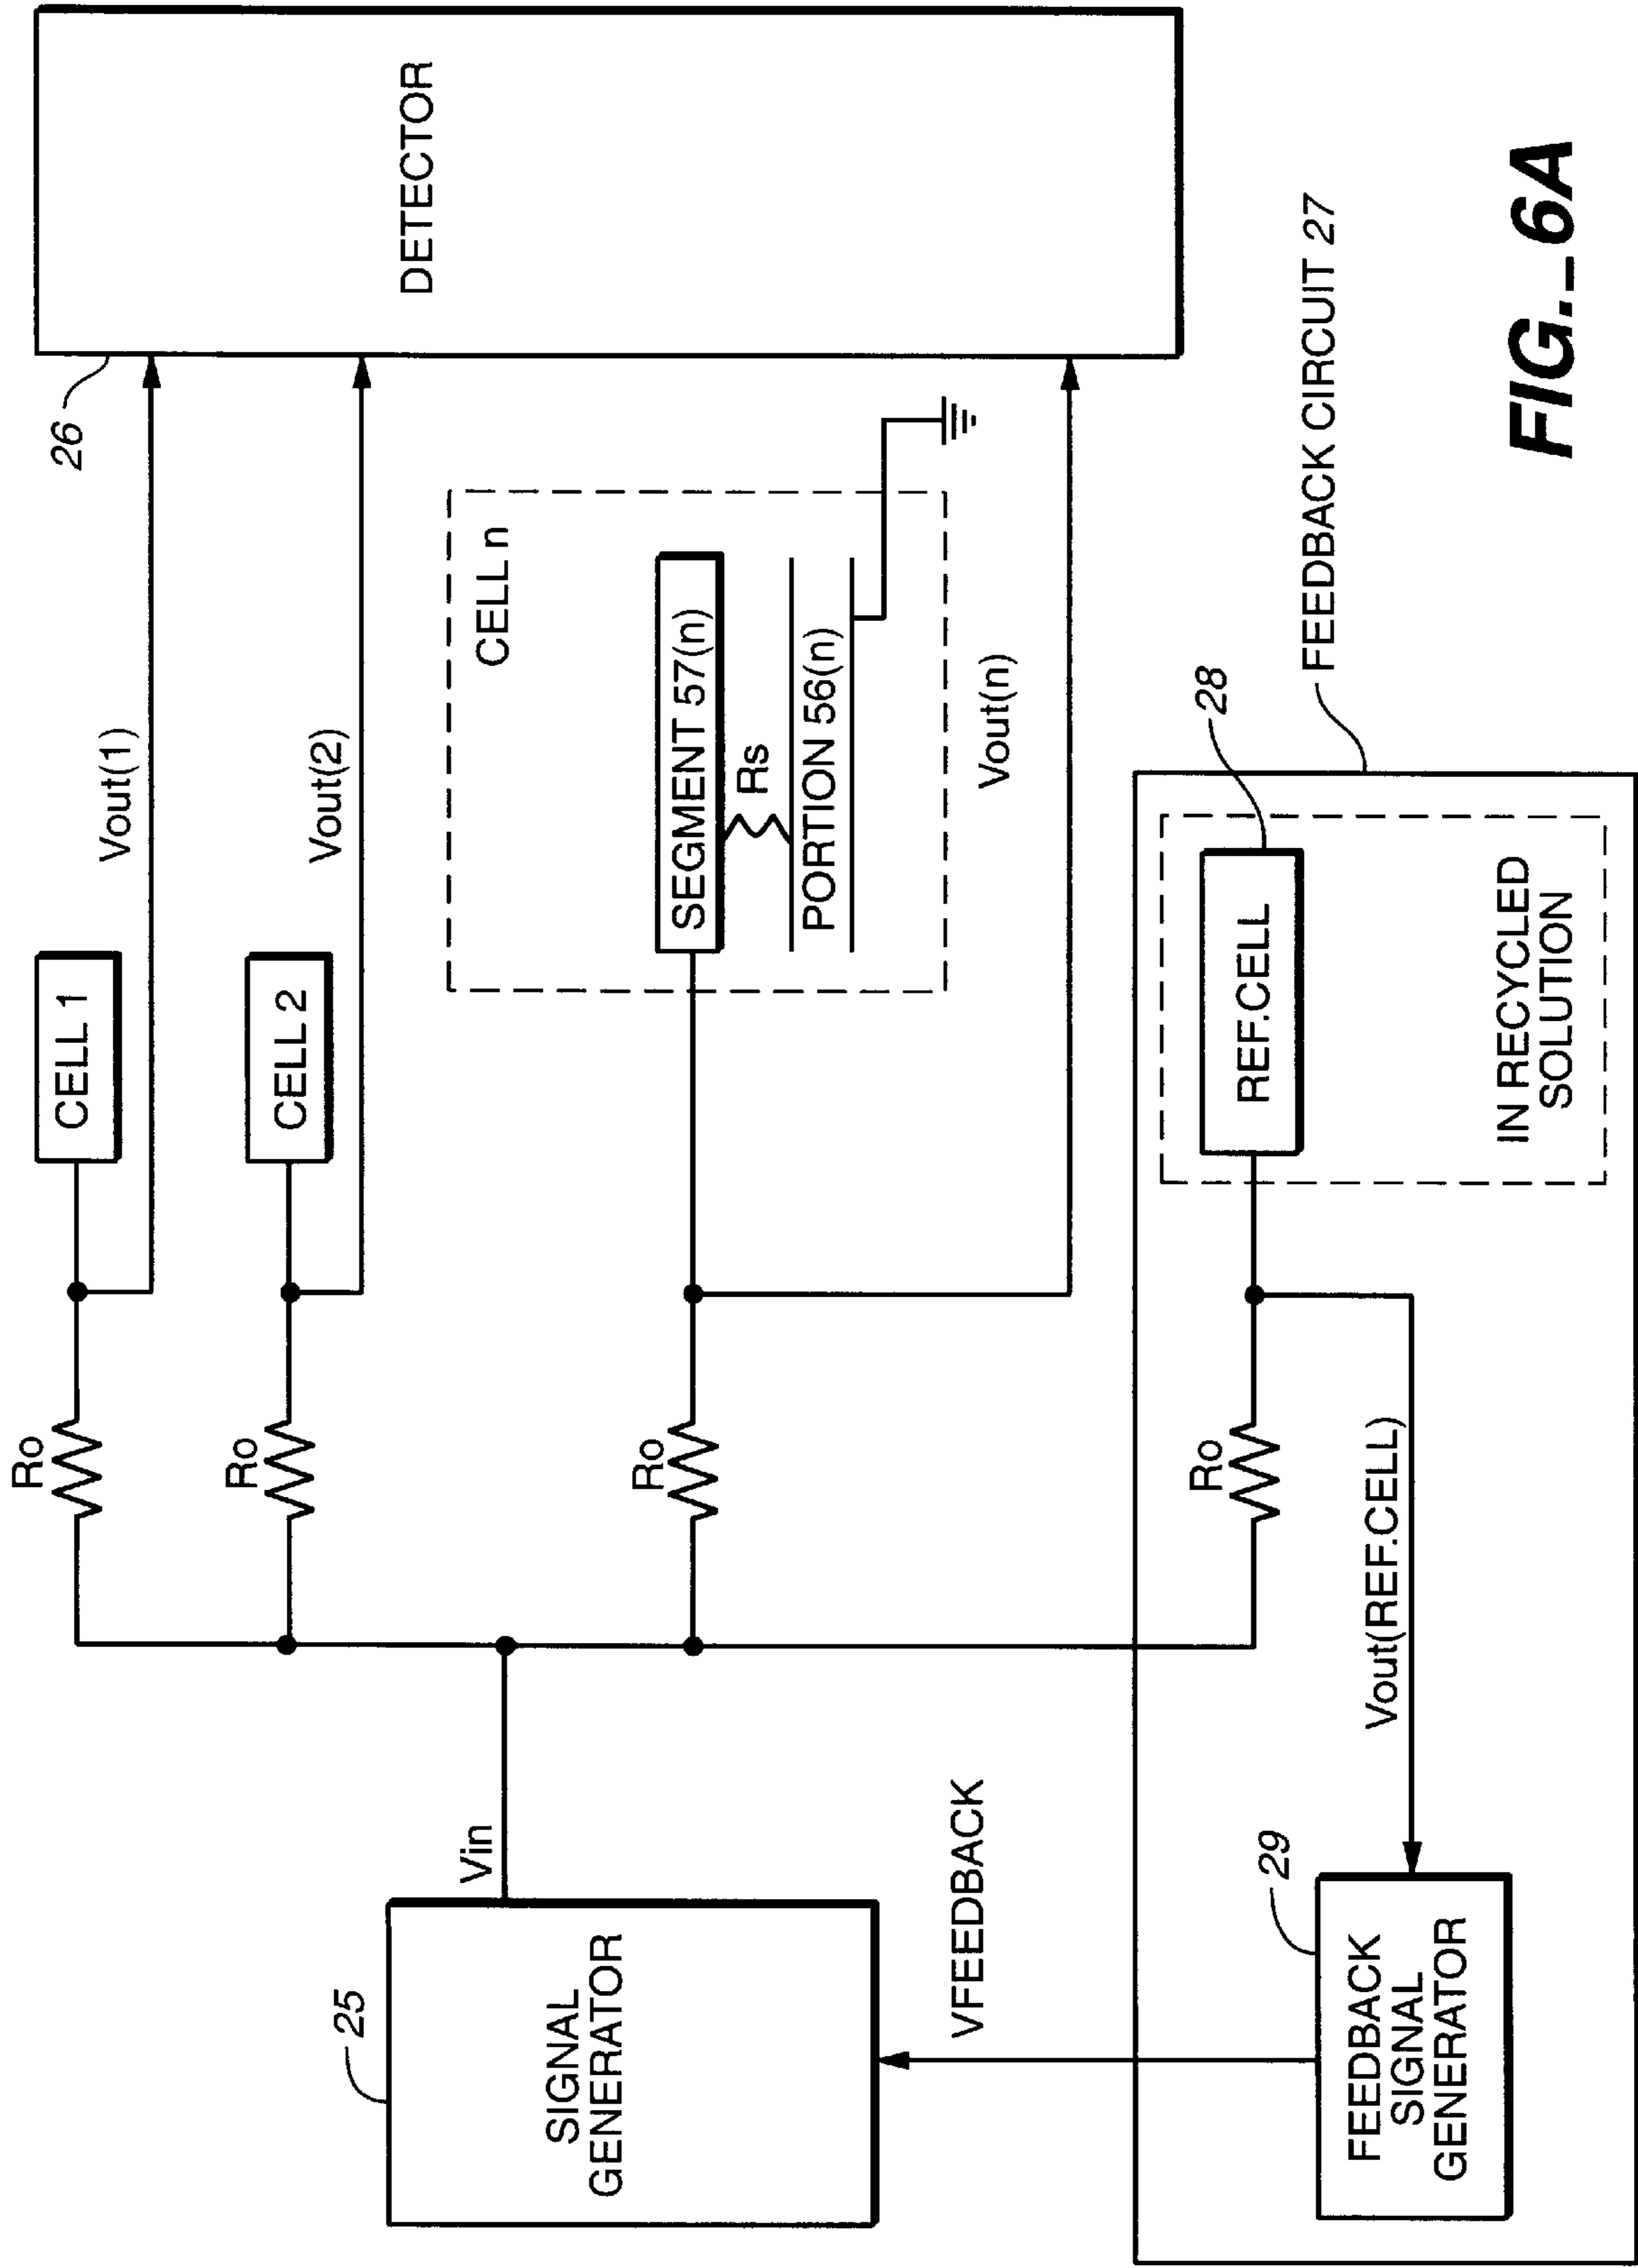 Ro
CELL 1
Vout(1)
26
DETECTOR
Ro
CELL 2
Vout(2)
25
SIGNAL
GENERATOR
Vin
Ro
CELL n
SEGMENT 57(n)
Rs
PORTION 56(n)
Vout(n)
VFEEDBACK
29
FEEDBACK
SIGNAL
GENERATOR
Vout(REF.CELL)
Ro
REF.CELL
28
IN RECYCLED
SOLUTION
FEEDBACK CIRCUIT 27
FIG._6A